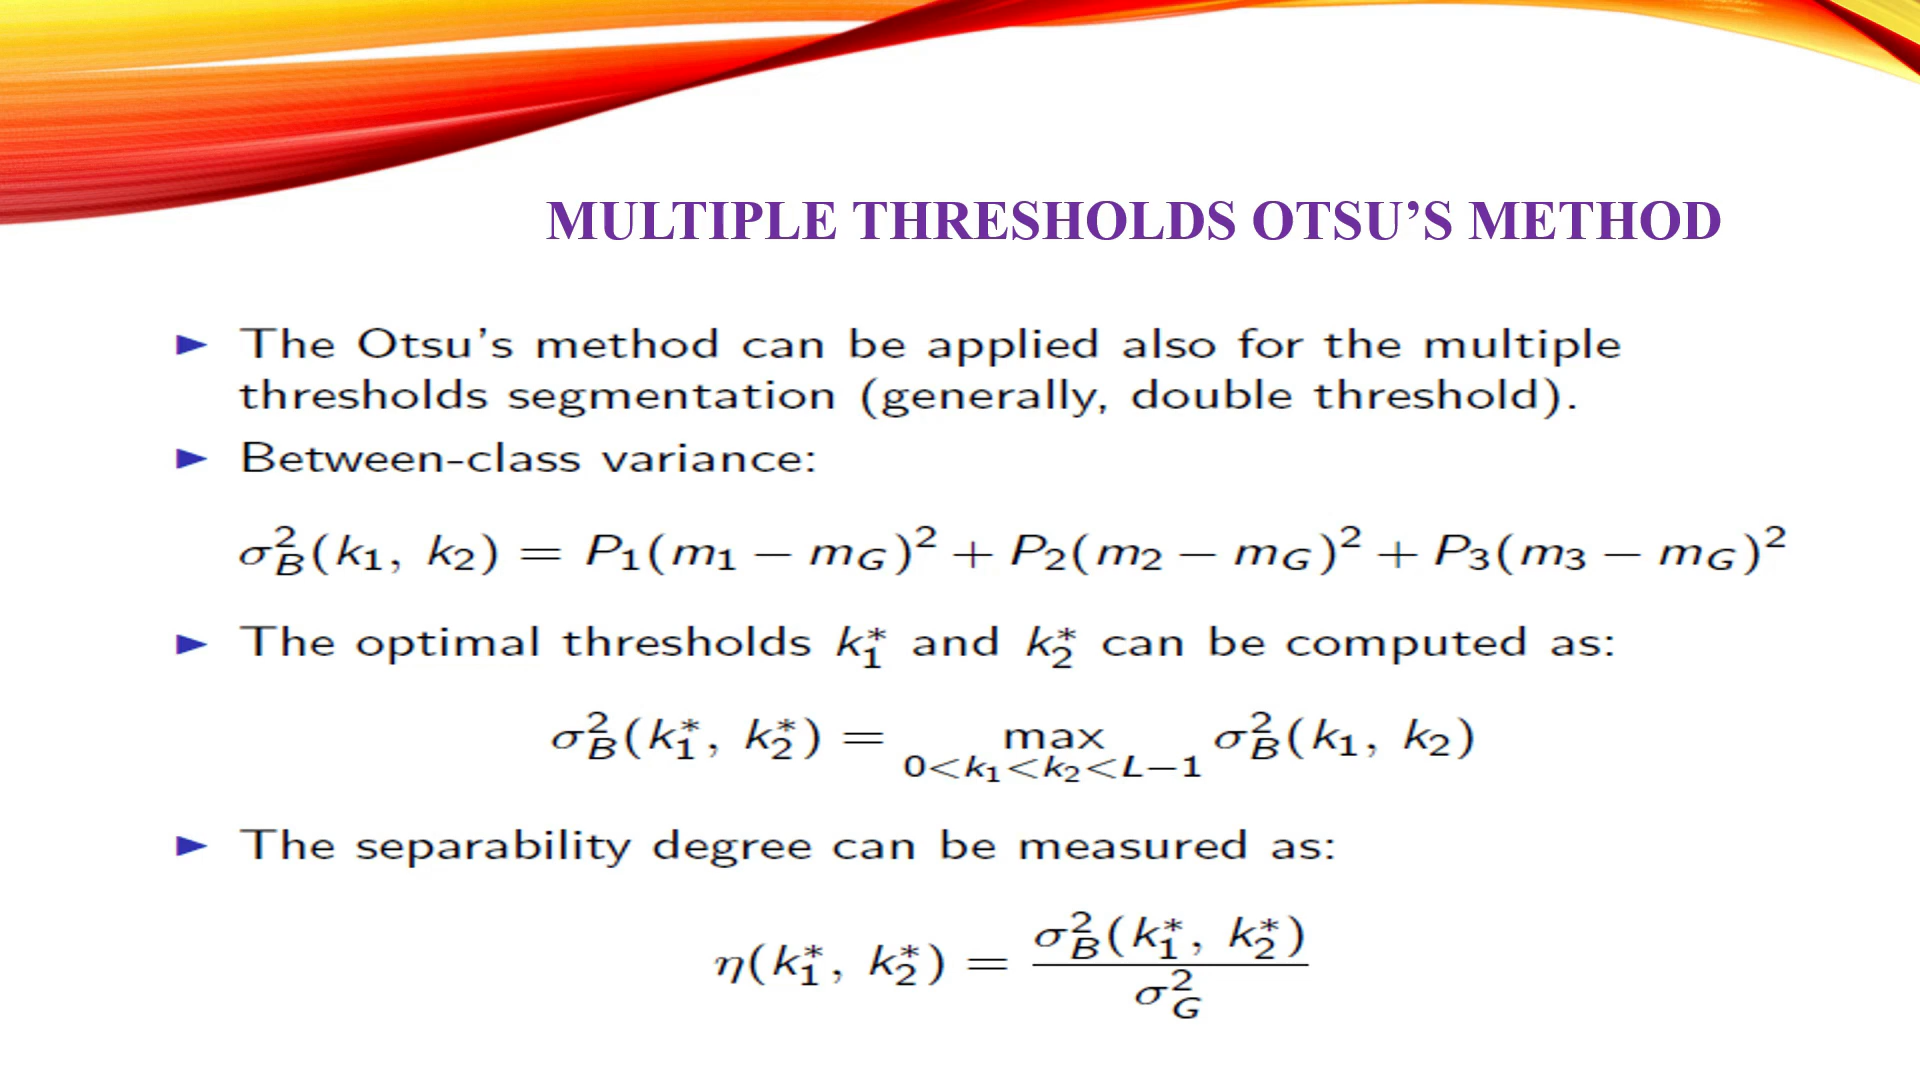 MULTIPLE THRESHOLDS OTSU’S METHOD
► The Otsu's method can be applied also for the multiple
thresholds segmentation (generally, double threshold).
► Between-class variance:
σ²_B(k₁, k₂) = P₁(m₁ − m_G)² + P₂(m₂ − m_G)² + P₃(m₃ − m_G)²
► The optimal thresholds k₁* and k₂* can be computed as:
σ²_B(k₁*, k₂*) = max_{0<k₁<k₂<L−1} σ²_B(k₁, k₂)
► The separability degree can be measured as:
η(k₁*, k₂*) = σ²_B(k₁*, k₂*) / σ²_G